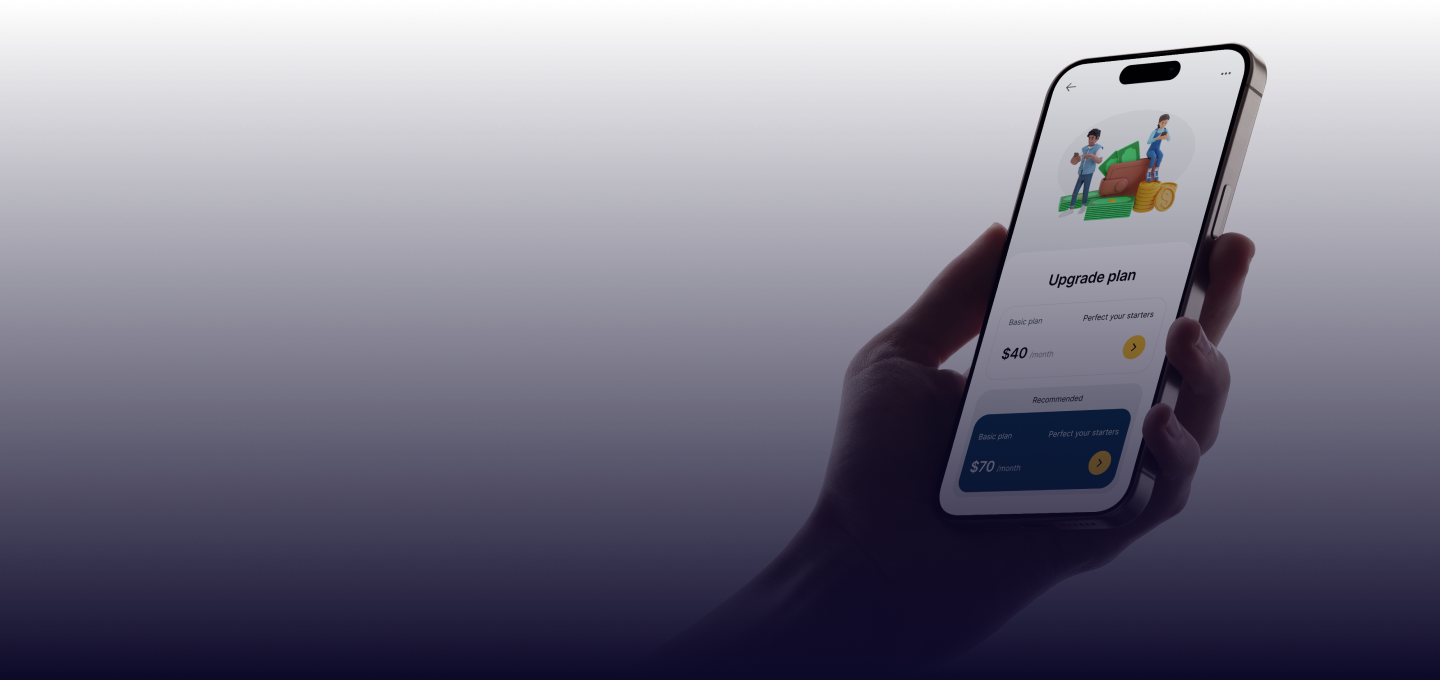 Upgrade plan
Basic plan Perfect your starters
$40 /month
Recommended
Basic plan Perfect your starters
$70 /month